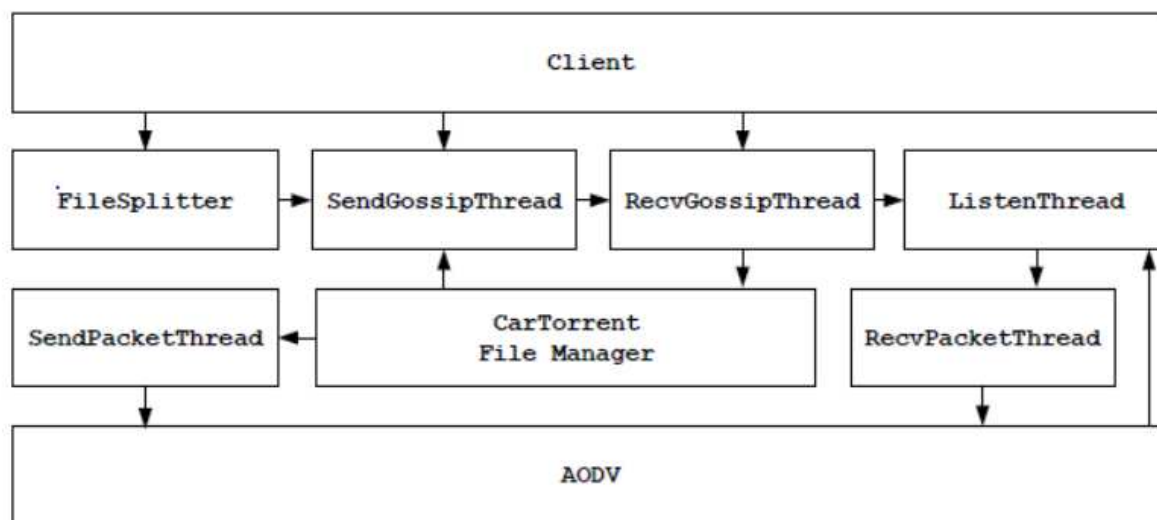 Client
FileSplitter
SendGossipThread
RecvGossipThread
ListenThread
SendPacketThread
CarTorrent
File Manager
RecvPacketThread
AODV